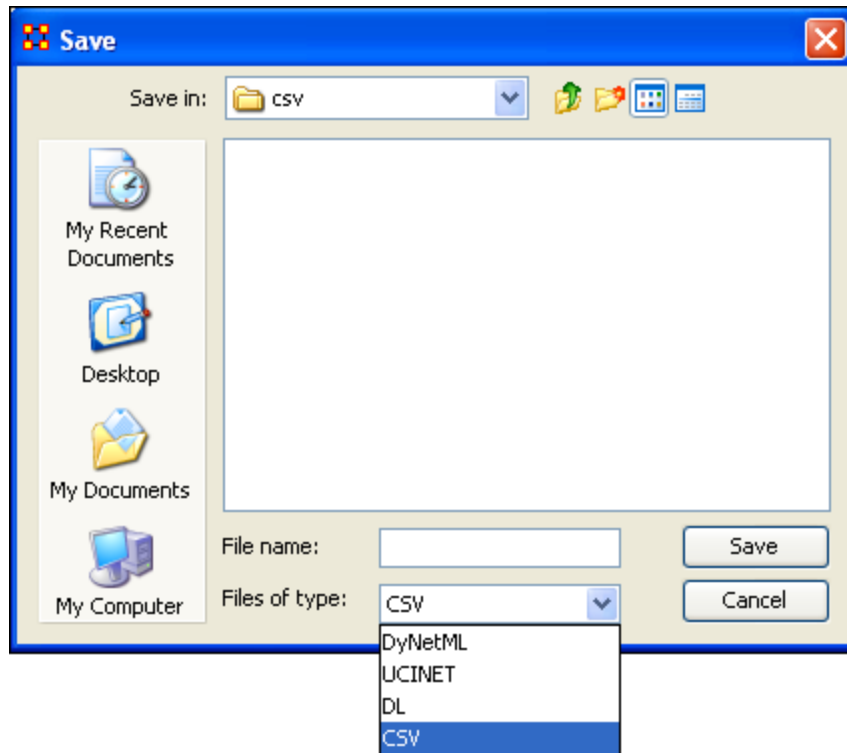 Save
Save in: csv
My Recent
Documents
Desktop
My Documents
My Computer
File name: Save
Files of type: CSV Cancel
DyNetML
UCINET
DL
CSV